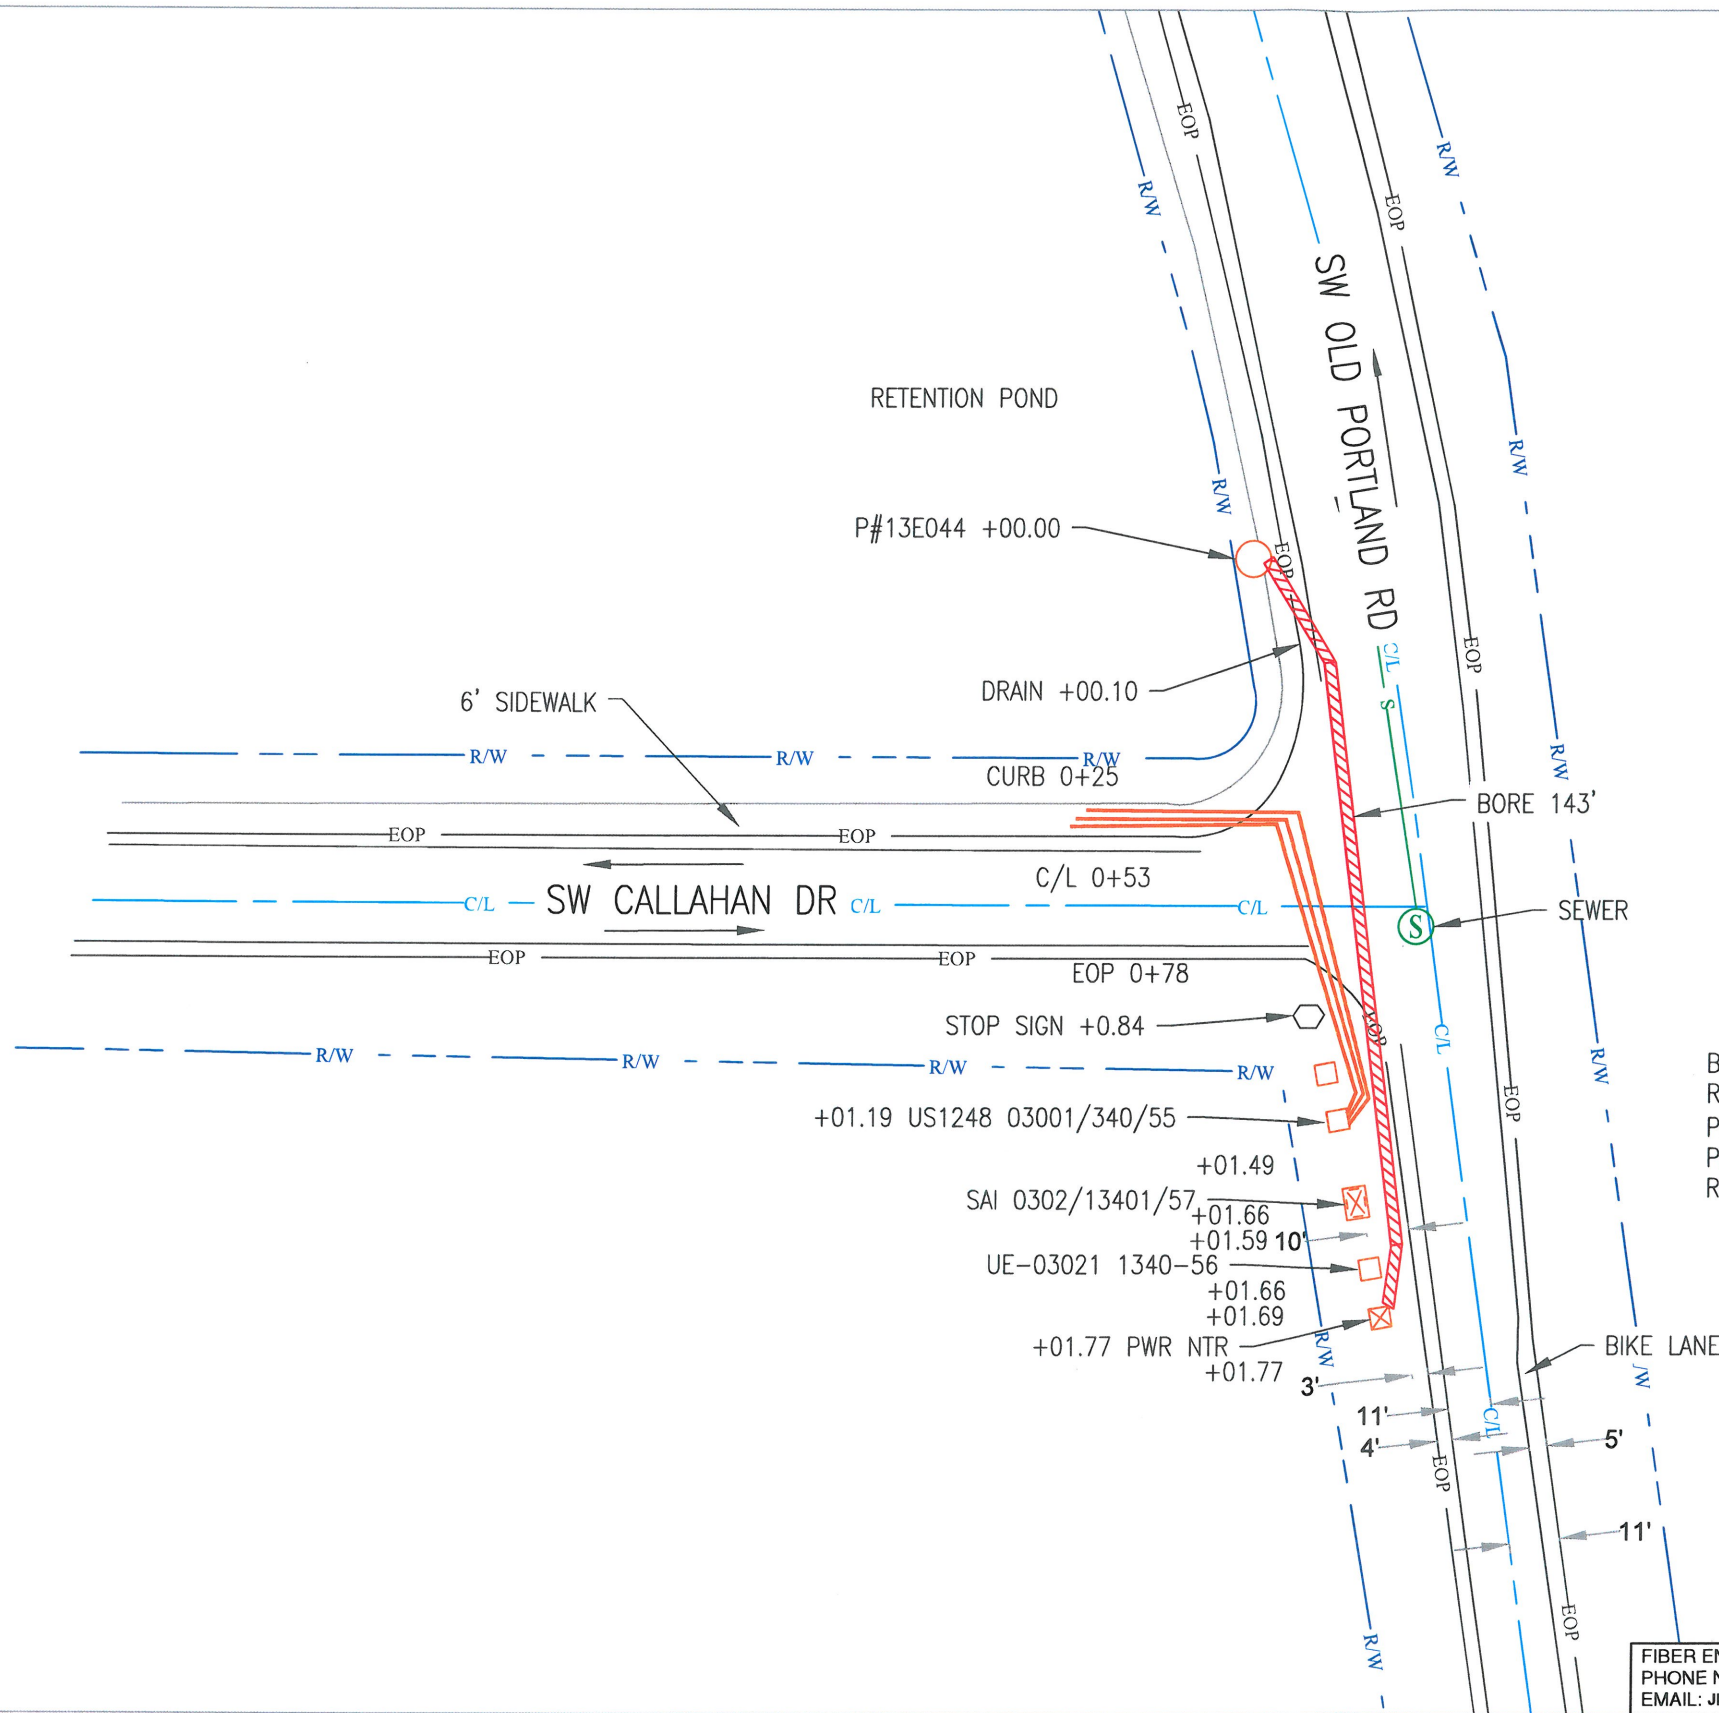 EOP
R/W
R/W
EOP
SW OLD PORTLAND RD
RETENTION POND
R/W
R/W
P#13E044 +00.00
EOP
EOP
C/L
S
DRAIN +00.10
6' SIDEWALK
R/W
R/W
R/W
R/W
CURB 0+25
BORE 143'
EOP
EOP
C/L 0+53
C/L
SW CALLAHAN DR
C/L
C/L
SEWER
S
EOP
EOP
EOP 0+78
STOP SIGN +0.84
EOP
C/L
R/W
R/W
R/W
R/W
R/W
B
R
P
P
R
EOP
+01.19 US1248 03001/340/55
+01.49
SAI 0302/13401/57
+01.66
+01.59 10'
UE-03021 1340-56
+01.66
+01.69
+01.77 PWR NTR
R/W
BIKE LANE
+01.77
3'
/W
11'
C/L
4'
5'
EOP
11'
EOP
R/W
FIBER EN
PHONE N
EMAIL: J